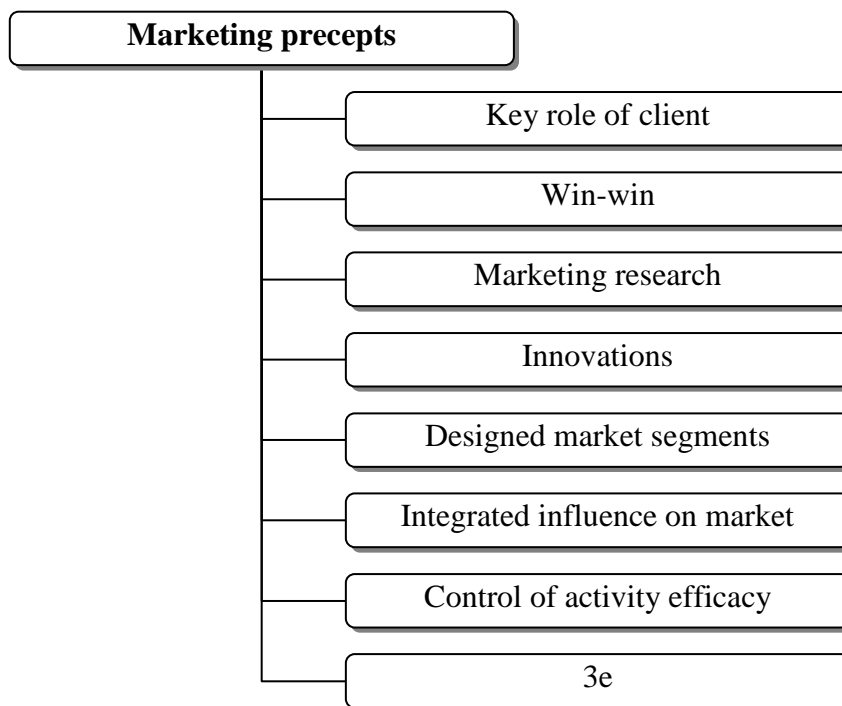 Marketing precepts
Key role of client
Win-win
Marketing research
Innovations
Designed market segments
Integrated influence on market
Control of activity efficacy
3e